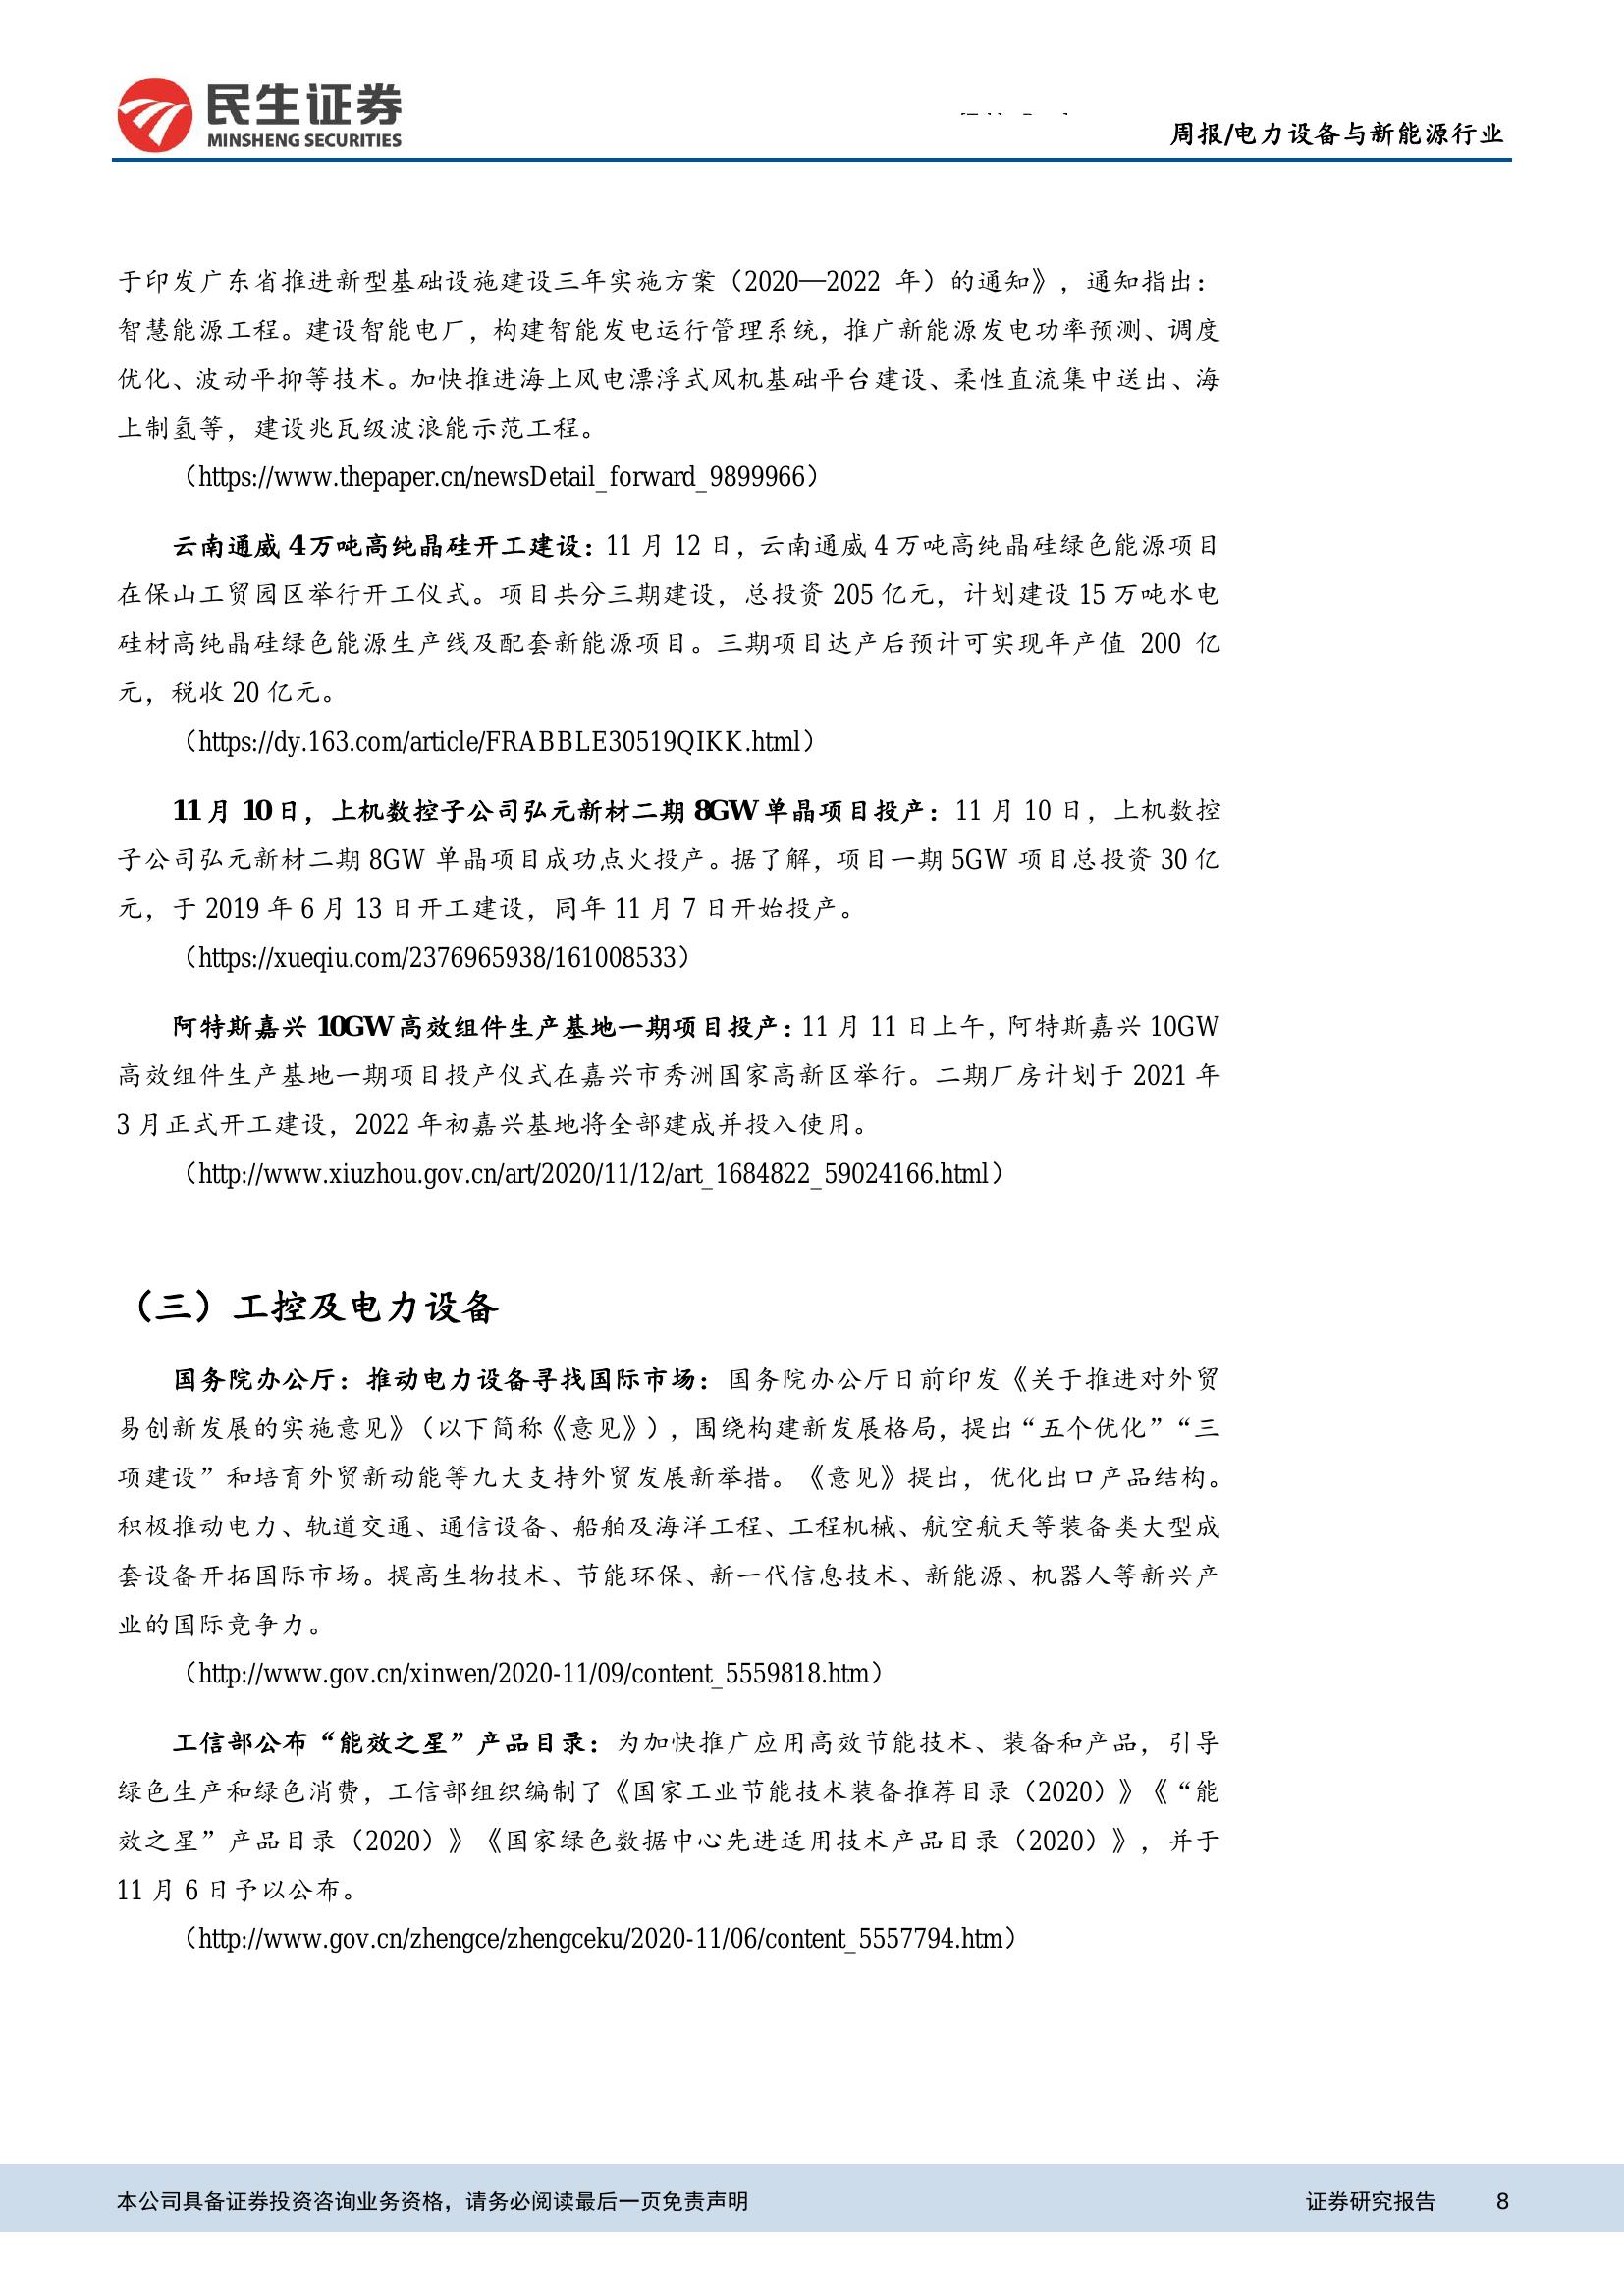 民生证券
MINSHENG SECURITIES
周报/电力设备与新能源行业
于印发广东省推进新型基础设施建设三年实施方案（2020—2022 年）的通知》，通知指出：
智慧能源工程。建设智能电厂，构建智能发电运行管理系统，推广新能源发电功率预测、调度
优化、波动平抑等技术。加快推进海上风电漂浮式风机基础平台建设、柔性直流集中送出、海
上制氢等，建设兆瓦级波浪能示范工程。
（https://www.thepaper.cn/newsDetail_forward_9899966）
云南通威 4 万吨高纯晶硅开工建设：11 月 12 日，云南通威 4 万吨高纯晶硅绿色能源项目
在保山工贸园区举行开工仪式。项目共分三期建设，总投资 205 亿元，计划建设 15 万吨水电
硅材高纯晶硅绿色能源生产线及配套新能源项目。三期项目达产后预计可实现年产值 200 亿
元，税收 20 亿元。
（https://dy.163.com/article/FRABBLE30519QIKK.html）
11 月 10 日，上机数控子公司弘元新材二期 8GW 单晶项目投产：11 月 10 日，上机数控
子公司弘元新材二期 8GW 单晶项目成功点火投产。据了解，项目一期 5GW 项目总投资 30 亿
元，于 2019 年 6 月 13 日开工建设，同年 11 月 7 日开始投产。
（https://xueqiu.com/2376965938/161008533）
阿特斯嘉兴 10GW 高效组件生产基地一期项目投产：11 月 11 日上午，阿特斯嘉兴 10GW
高效组件生产基地一期项目投产仪式在嘉兴市秀洲国家高新区举行。二期厂房计划于 2021 年
3 月正式开工建设，2022 年初嘉兴基地将全部建成并投入使用。
（http://www.xiuzhou.gov.cn/art/2020/11/12/art_1684822_59024166.html）
（三）工控及电力设备
国务院办公厅：推动电力设备寻找国际市场：国务院办公厅日前印发《关于推进对外贸
易创新发展的实施意见》（以下简称《意见》），围绕构建新发展格局，提出“五个优化”“三
项建设”和培育外贸新动能等九大支持外贸发展新举措。《意见》提出，优化出口产品结构。
积极推动电力、轨道交通、通信设备、船舶及海洋工程、工程机械、航空航天等装备类大型成
套设备开拓国际市场。提高生物技术、节能环保、新一代信息技术、新能源、机器人等新兴产
业的国际竞争力。
（http://www.gov.cn/xinwen/2020-11/09/content_5559818.htm）
工信部公布“能效之星”产品目录：为加快推广应用高效节能技术、装备和产品，引导
绿色生产和绿色消费，工信部组织编制了《国家工业节能技术装备推荐目录（2020）》《“能
效之星”产品目录（2020）》《国家绿色数据中心先进适用技术产品目录（2020）》，并于
11 月 6 日予以公布。
（http://www.gov.cn/zhengce/zhengceku/2020-11/06/content_5557794.htm）
本公司具备证券投资咨询业务资格，请务必阅读最后一页免责声明
证券研究报告 8